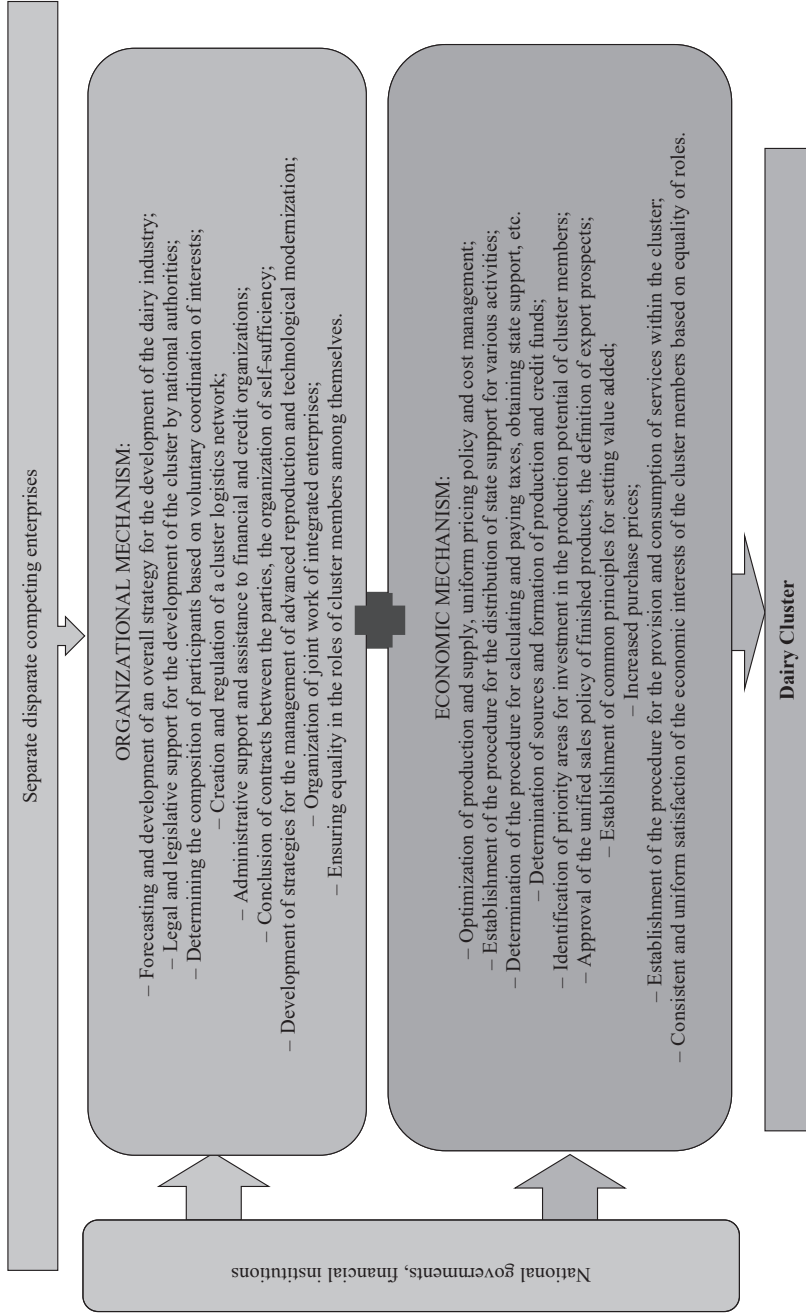 Separate disparate competing enterprises
National governments, financial institutions
ORGANIZATIONAL MECHANISM:
– Forecasting and development of an overall strategy for the development of the dairy industry;
– Legal and legislative support for the development of the cluster by national authorities;
– Determining the composition of participants based on voluntary coordination of interests;
– Creation and regulation of a cluster logistics network;
– Administrative support and assistance to financial and credit organizations;
– Conclusion of contracts between the parties, the organization of self-sufficiency;
– Development of strategies for the management of advanced reproduction and technological modernization;
– Organization of joint work of integrated enterprises;
– Ensuring equality in the roles of cluster members among themselves.
ECONOMIC MECHANISM:
– Optimization of production and supply, uniform pricing policy and cost management;
– Establishment of the procedure for the distribution of state support for various activities;
– Determination of the procedure for calculating and paying taxes, obtaining state support, etc.
– Determination of sources and formation of production and credit funds;
– Identification of priority areas for investment in the production potential of cluster members;
– Approval of the unified sales policy of finished products, the definition of export prospects;
– Establishment of common principles for setting value added;
– Increased purchase prices;
– Establishment of the procedure for the provision and consumption of services within the cluster;
– Consistent and uniform satisfaction of the economic interests of the cluster members based on equality of roles.
Dairy Cluster